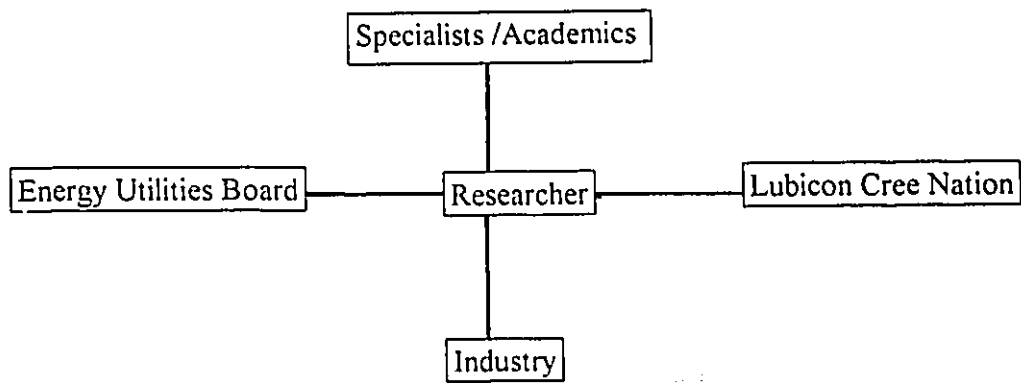 Specialists /Academics
Energy Utilities Board
Researcher
Lubicon Cree Nation
Industry